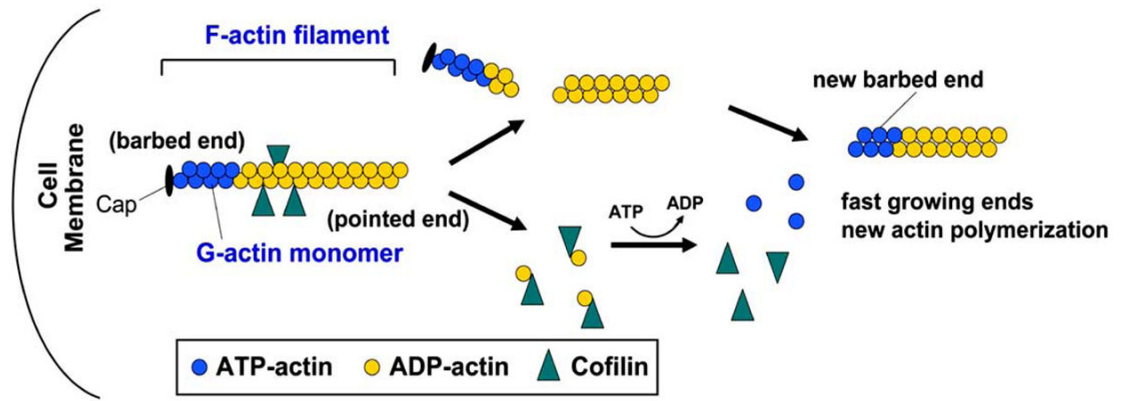 F-actin filament
new barbed end
(barbed end)
Cell
Membrane
Cap
(pointed end)
G-actin monomer
ATP
ADP
fast growing ends
new actin polymerization
ATP-actin
ADP-actin
Cofilin